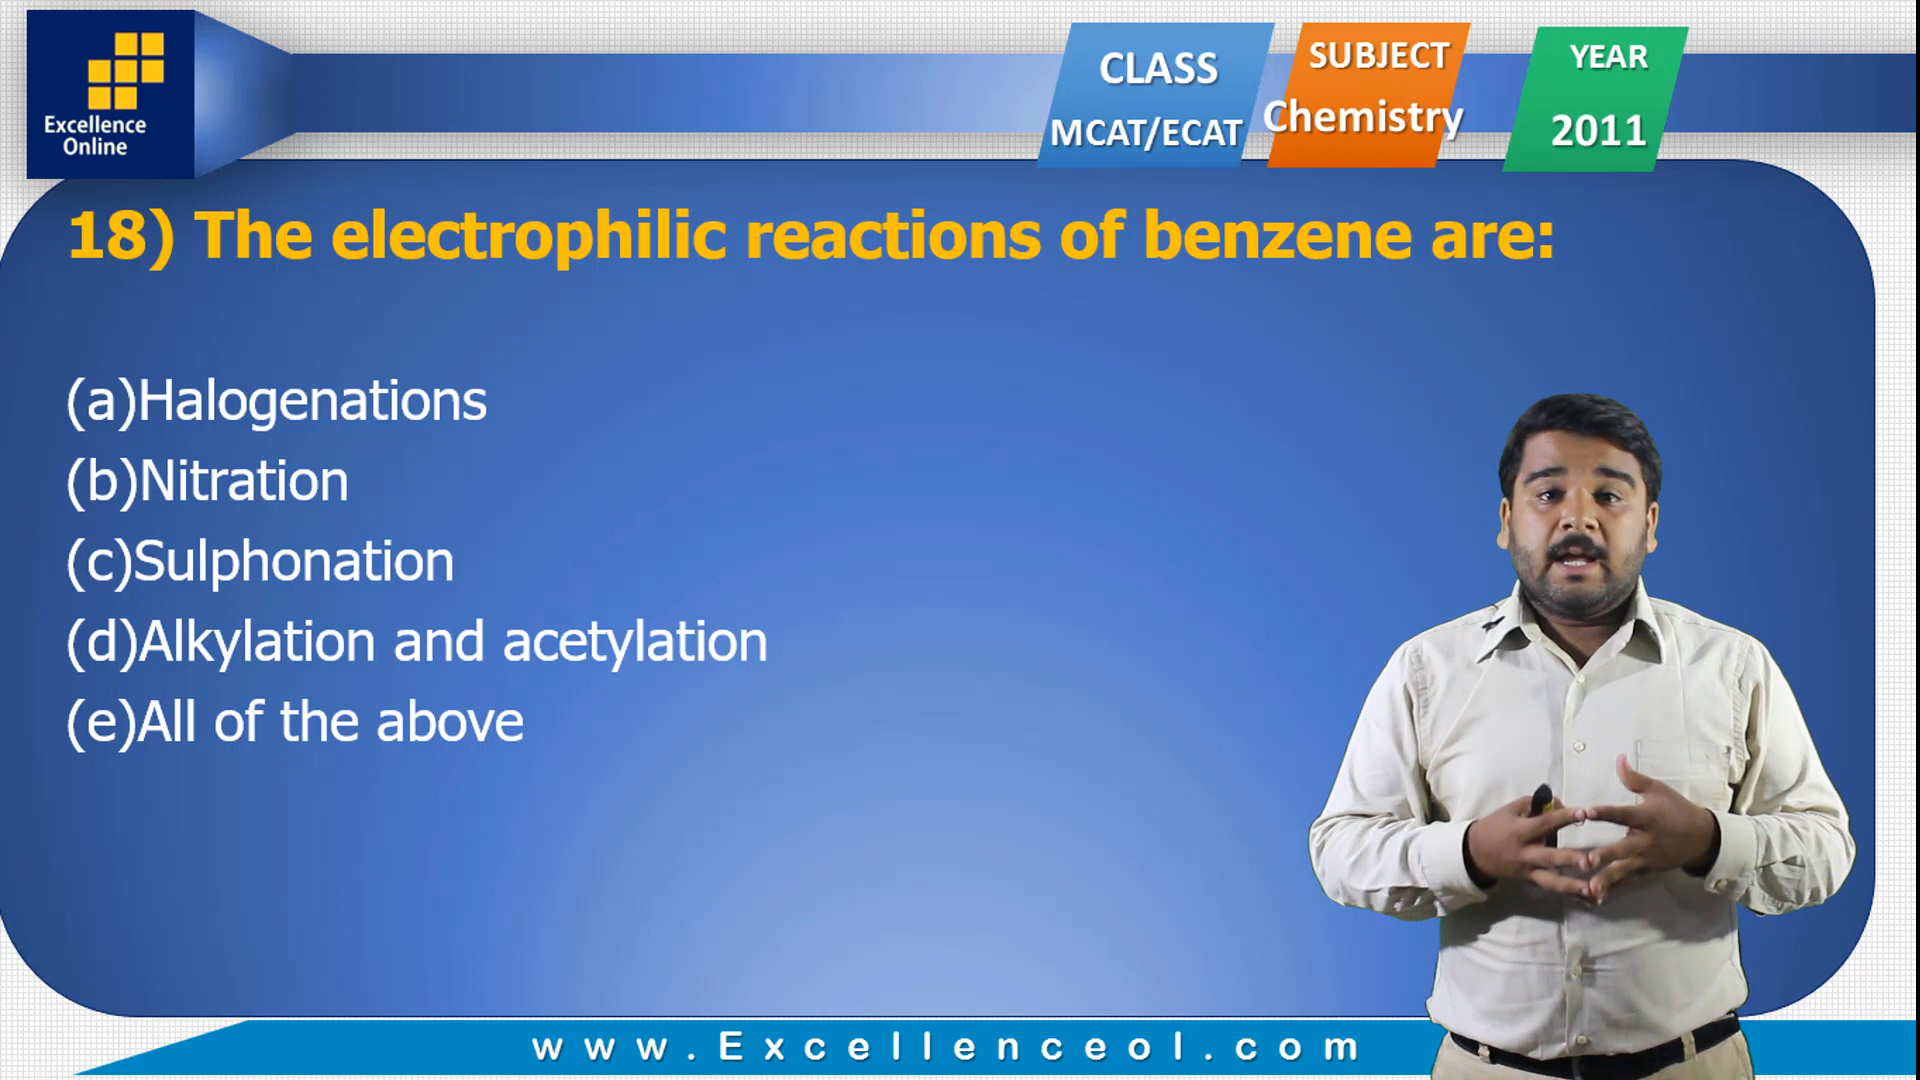 Excellence
Online
CLASS
MCAT/ECAT
SUBJECT
Chemistry
YEAR
2011
18) The electrophilic reactions of benzene are:
(a)Halogenations
(b)Nitration
(c)Sulphonation
(d)Alkylation and acetylation
(e)All of the above
www.Excellenceol.com